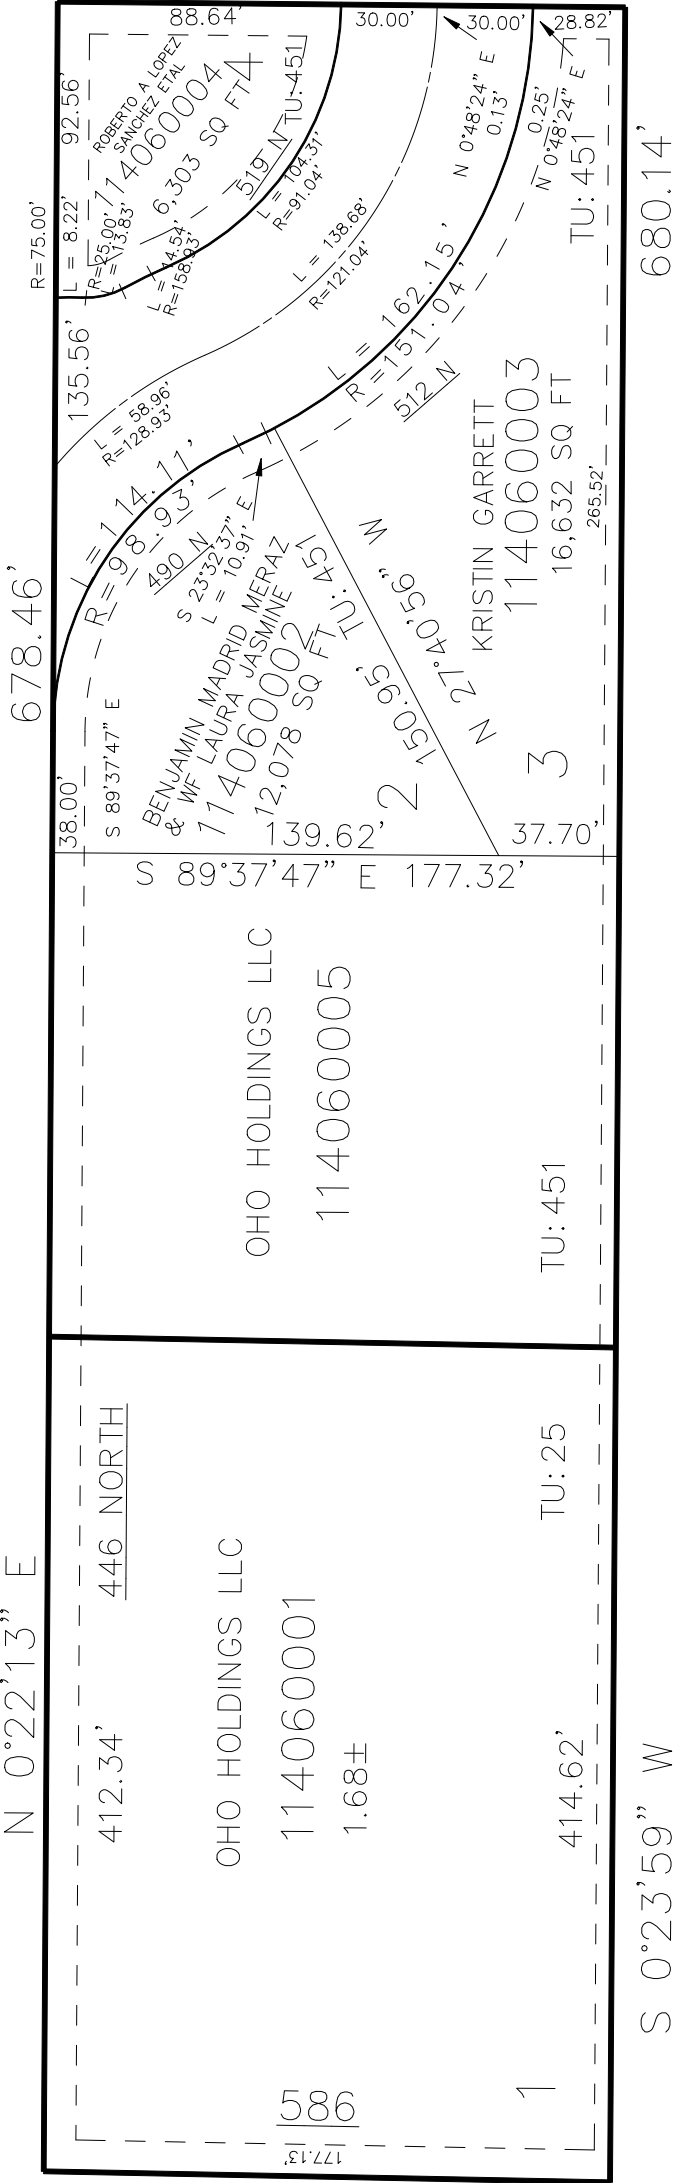 88.64'
30.00'
30.00'
28.82'
92.56'
ROBERTO A LOPEZ
SANCHEZ ETAL
114060004
6,303 SQ FT
4
519 N
TU: 451
L = 104.31'
R=91.04'
N 0°48'24" E
0.13'
0.25'
N 0°48'24" E
TU: 451
680.14'
R=75.00'
L = 8.22'
R=25.00'
L = 13.83'
L = 44.54'
R=158.93'
L = 138.68'
R=121.04'
135.56'
L = 58.96'
R=128.93'
L = 162.15'
R=151.04'
512 N
KRISTIN GARRETT
114060003
16,632 SQ FT
265.52'
3
L = 114.11'
R=98.93'
490 N
S 23°32'37" E
L = 10.91'
678.46'
BENJAMIN MADRID MERAZ
& WF LAURA JASMINE
114060002
12,078 SQ FT
2
TU: 451
150.95'
N 27°40'56" W
38.00'
S 89°37'47" E
139.62'
37.70'
S 89°37'47" E 177.32'
OHO HOLDINGS LLC
114060005
TU: 451
446 NORTH
TU: 25
N 0°22'13" E
OHO HOLDINGS LLC
114060001
1.68±
412.34'
414.62'
S 0°23'59" W
586
1
177.13'